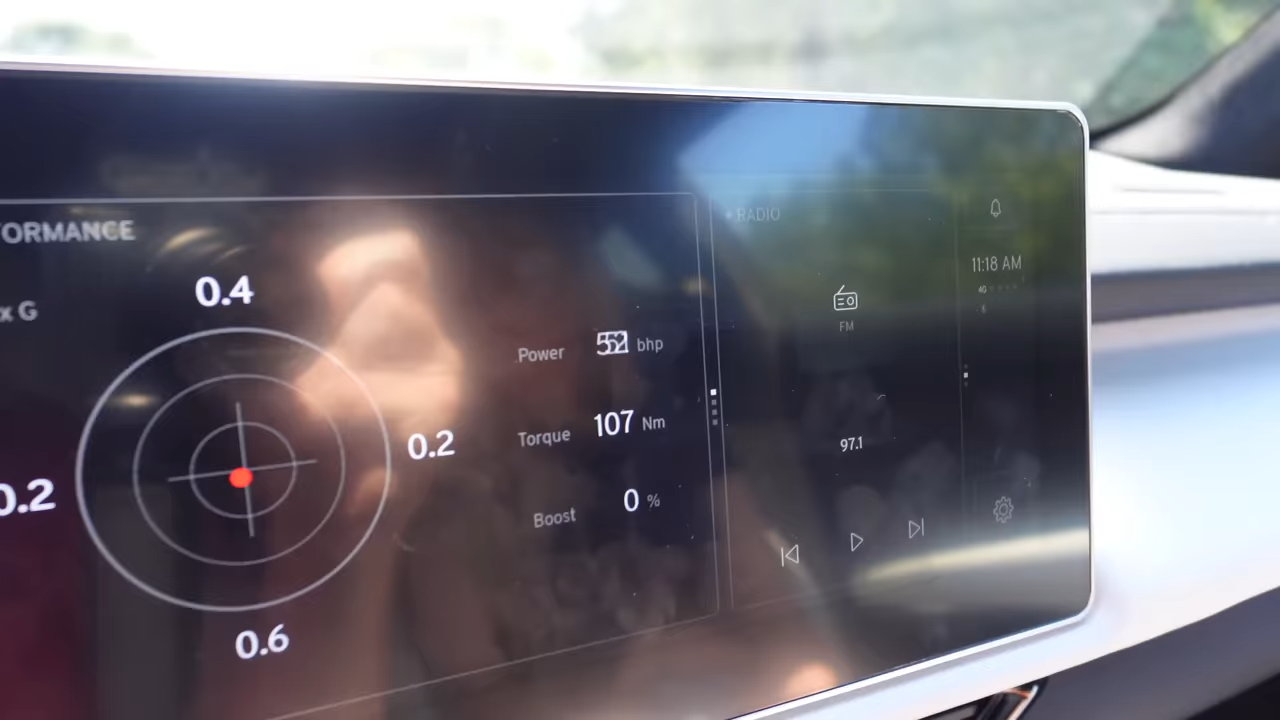 ORMANCE
x G
0.4
0.2
0.2
0.6
Power bhp
Torque 107 Nm
Boost 0 %
RADIO
FM
97.1
11:18 AM
4G